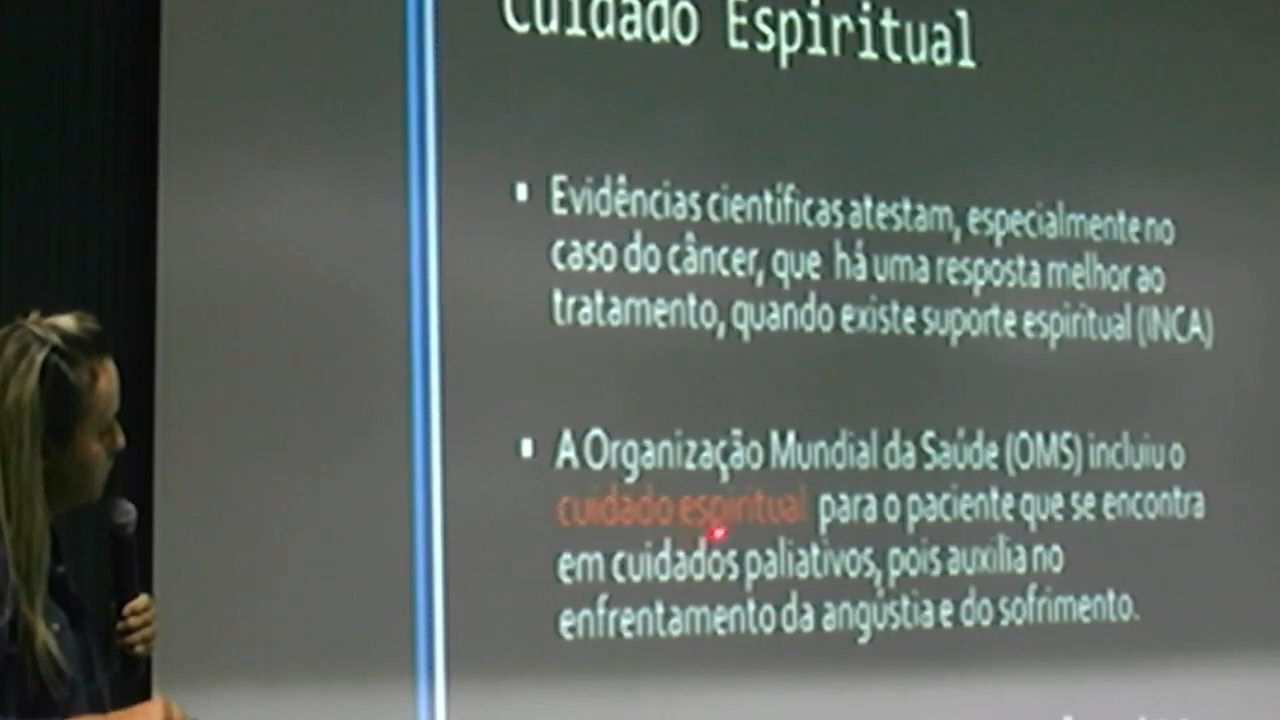 Cuidado Espiritual
▪ Evidências científicas atestam, especialmente no
caso do câncer, que há uma resposta melhor ao
tratamento, quando existe suporte espiritual (INCA)
▪ A Organização Mundial da Saúde (OMS) incluiu o
cuidado espiritual para o paciente que se encontra
em cuidados paliativos, pois auxilia no
enfrentamento da angústia e do sofrimento.